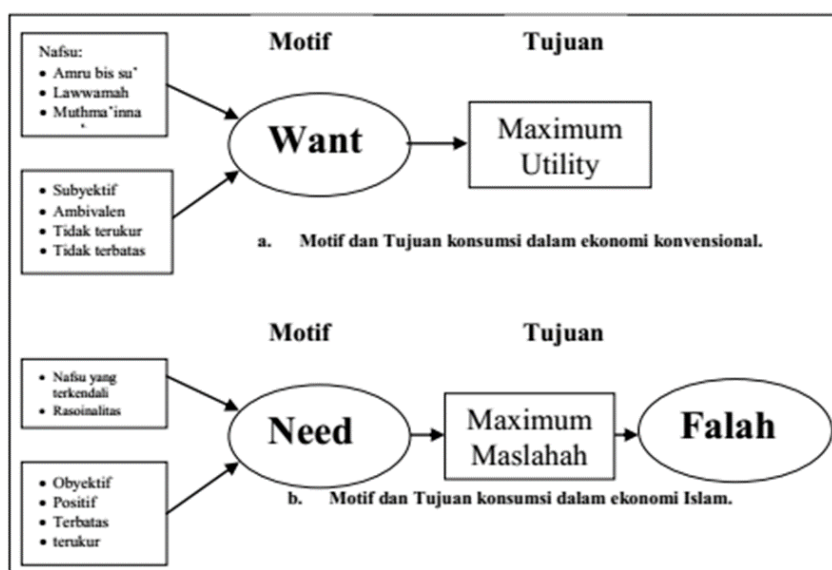 Motif
Tujuan
Nafsu:
• Amru bis su'
• Lawwamah
• Muthma'inna
Want
Maximum
Utility
• Subyektif
• Ambivalen
• Tidak terukur
• Tidak terbatas
a. Motif dan Tujuan konsumsi dalam ekonomi konvensional.
Motif
Tujuan
• Nafsu yang
terkendali
• Rasoinalitas
Need
Maximum
Maslahah
Falah
• Obyektif
• Positif
• Terbatas
• terukur
b. Motif dan Tujuan konsumsi dalam ekonomi Islam.